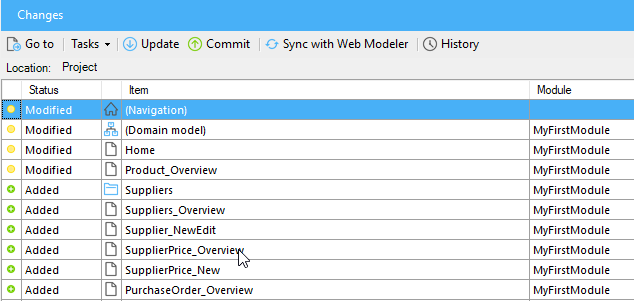 Changes
Go to Tasks Update Commit Sync with Web Modeler History
Location: Project
Status Item Module
Modified (Navigation)
Modified (Domain model) MyFirstModule
Modified Home MyFirstModule
Modified Product_Overview MyFirstModule
Added Suppliers MyFirstModule
Added Suppliers_Overview MyFirstModule
Added Supplier_NewEdit MyFirstModule
Added SupplierPrice_Overview MyFirstModule
Added SupplierPrice_New MyFirstModule
Added PurchaseOrder_Overview MyFirstModule